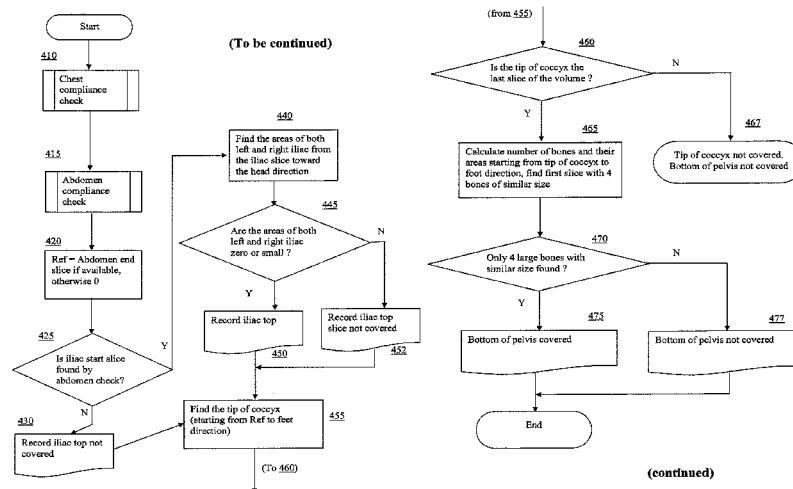 Start
(To be continued)
410
Chest
compliance
check
415
Abdomen
compliance
check
420
Ref = Abdomen end
slice if available,
otherwise 0
425
Is iliac start slice
found by
abdomen check?
Y
N
430
Record iliac top not
covered
440
Find the areas of both
left and right iliac from
the iliac slice toward
the head direction
445
Are the areas of both
left and right iliac
zero or small ?
N
Y
Record iliac top
450
Record iliac top
slice not covered
452
Find the tip of coccyx
(starting from Ref to feet
direction)
455
(To 460)
(from 455)
460
Is the tip of coccyx the
last slice of the volume ?
N
Y
467
Tip of coccyx not covered.
Bottom of pelvis not covered
465
Calculate number of bones and their
areas starting from tip of coccyx to
foot direction, find first slice with 4
bones of similar size
470
Only 4 large bones with
similar size found ?
N
Y
475
Bottom of pelvis covered
477
Bottom of pelvis not covered
End
(continued)